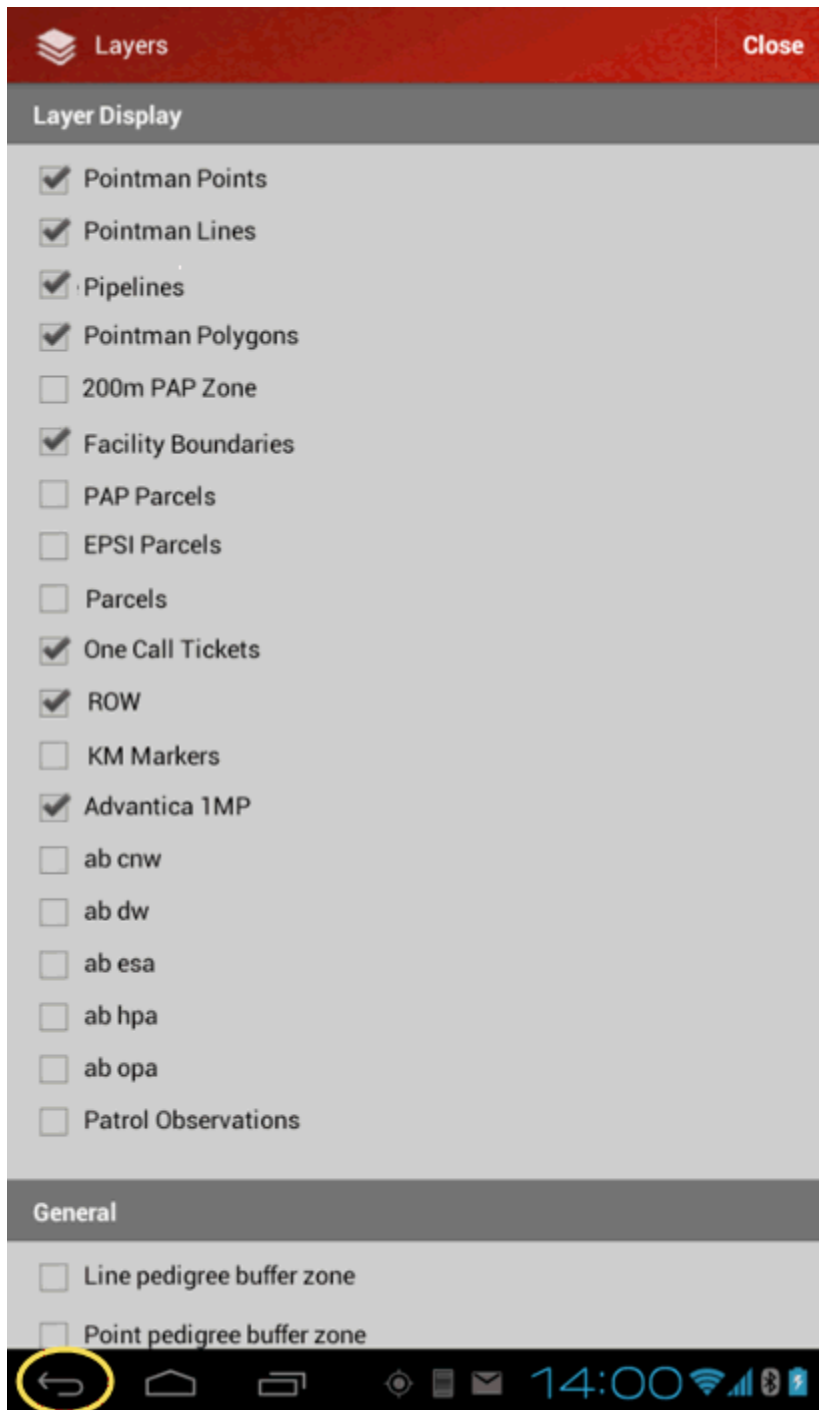 Layers
Close
Layer Display
Pointman Points
Pointman Lines
Pipelines
Pointman Polygons
200m PAP Zone
Facility Boundaries
PAP Parcels
EPSI Parcels
Parcels
One Call Tickets
ROW
KM Markers
Advantica 1MP
ab cnw
ab dw
ab esa
ab hpa
ab opa
Patrol Observations
General
Line pedigree buffer zone
Point pedigree buffer zone
14:00